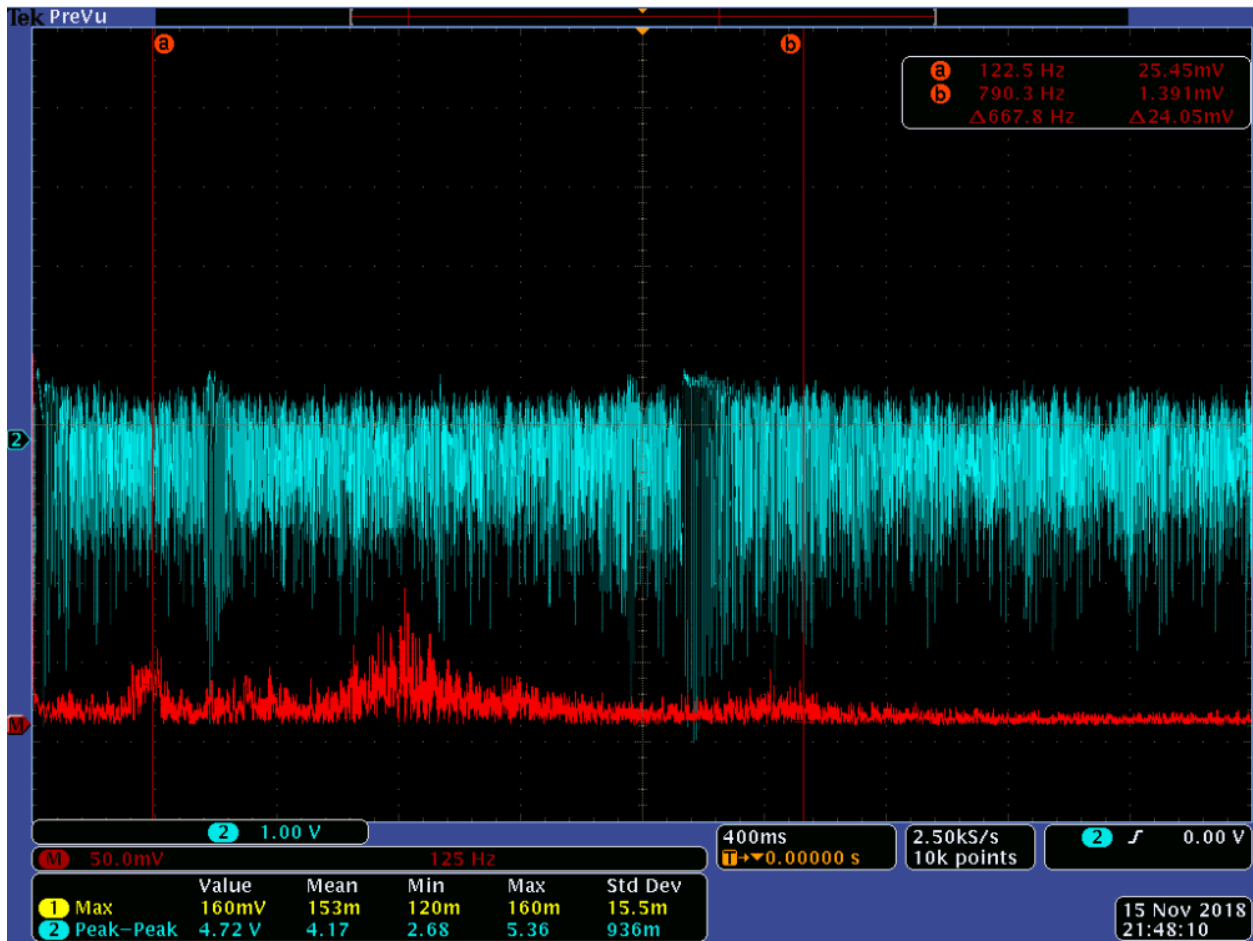 Tek PreVu
a
b
a 122.5 Hz 25.45mV
b 790.3 Hz 1.391mV
Δ667.8 Hz Δ24.05mV
2
M
2 1.00 V
M 50.0mV 125 Hz
400ms
T→▼0.00000 s
2.50kS/s
10k points
2 0.00 V
Value Mean Min Max Std Dev
1 Max 160mV 153m 120m 160m 15.5m
2 Peak−Peak 4.72 V 4.17 2.68 5.36 936m
15 Nov 2018
21:48:10